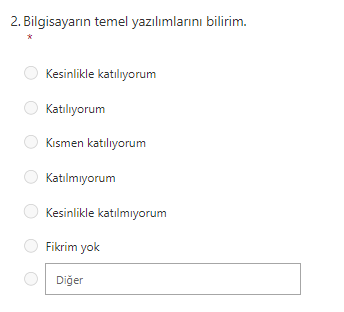 2. Bilgisayarın temel yazılımlarını bilirim.
*
Kesinlikle katılıyorum
Katılıyorum
Kısmen katılıyorum
Katılmıyorum
Kesinlikle katılmıyorum
Fikrim yok
Diğer